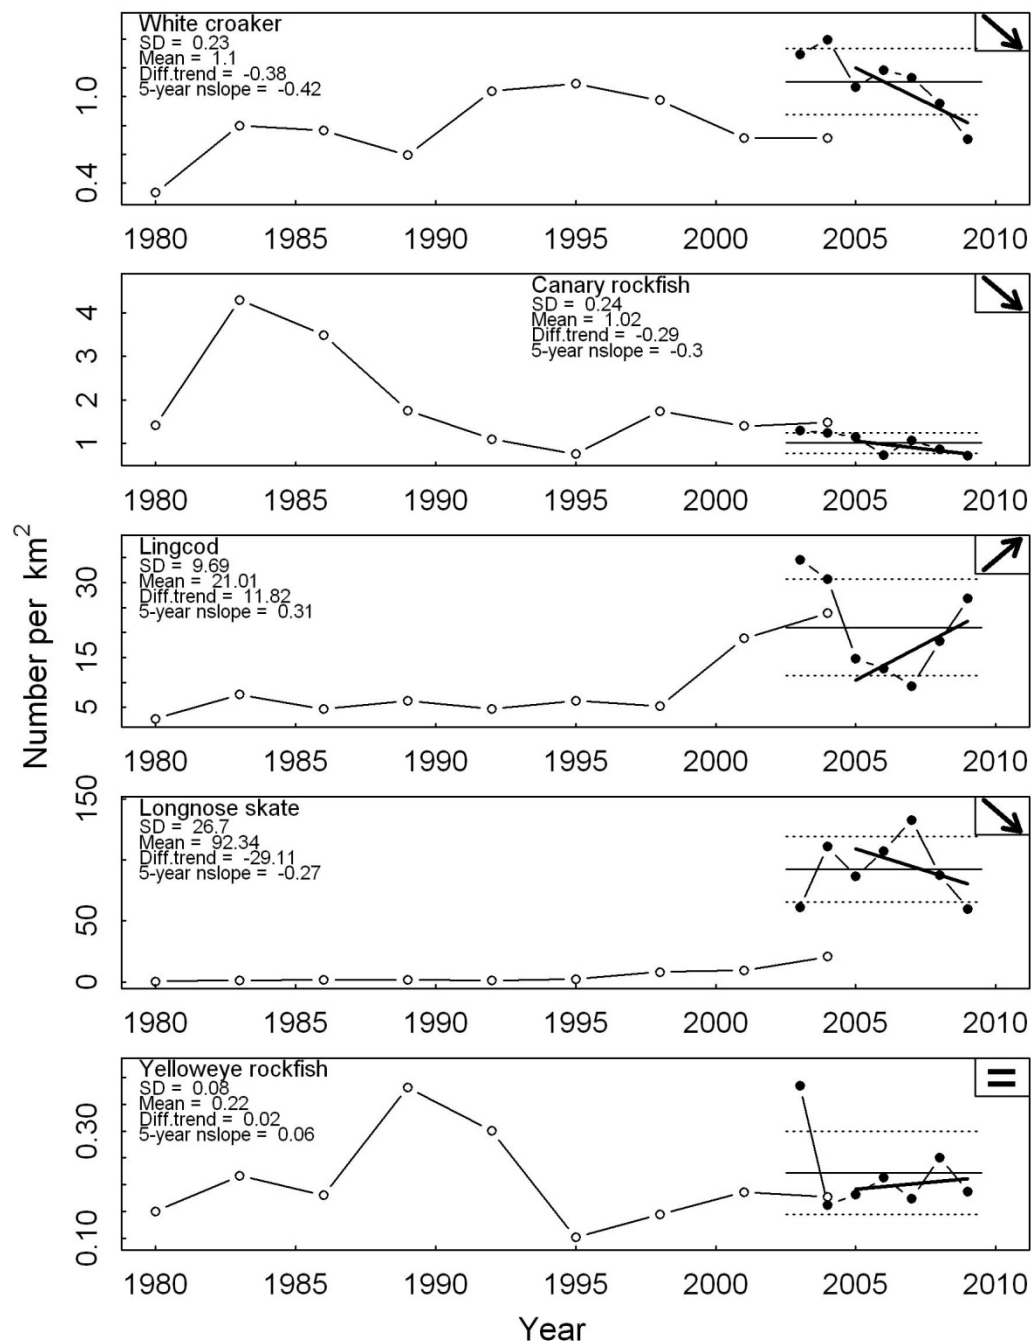 White croaker
SD = 0.23
Mean = 1.1
Diff.trend = -0.38
5-year nslope = -0.42
1.0
0.4
1980 1985 1990 1995 2000 2005 2010
Canary rockfish
SD = 0.24
Mean = 1.02
Diff.trend = -0.29
5-year nslope = -0.3
4
3
2
1
1980 1985 1990 1995 2000 2005 2010
Number per km²
Lingcod
SD = 9.69
Mean = 21.01
Diff.trend = 11.82
5-year nslope = 0.31
30
15
5
1980 1985 1990 1995 2000 2005 2010
Longnose skate
SD = 26.7
Mean = 92.34
Diff.trend = -29.11
5-year nslope = -0.27
150
50
0
1980 1985 1990 1995 2000 2005 2010
Yelloweye rockfish
SD = 0.08
Mean = 0.22
Diff.trend = 0.02
5-year nslope = 0.06
=
0.30
0.10
1980 1985 1990 1995 2000 2005 2010
Year